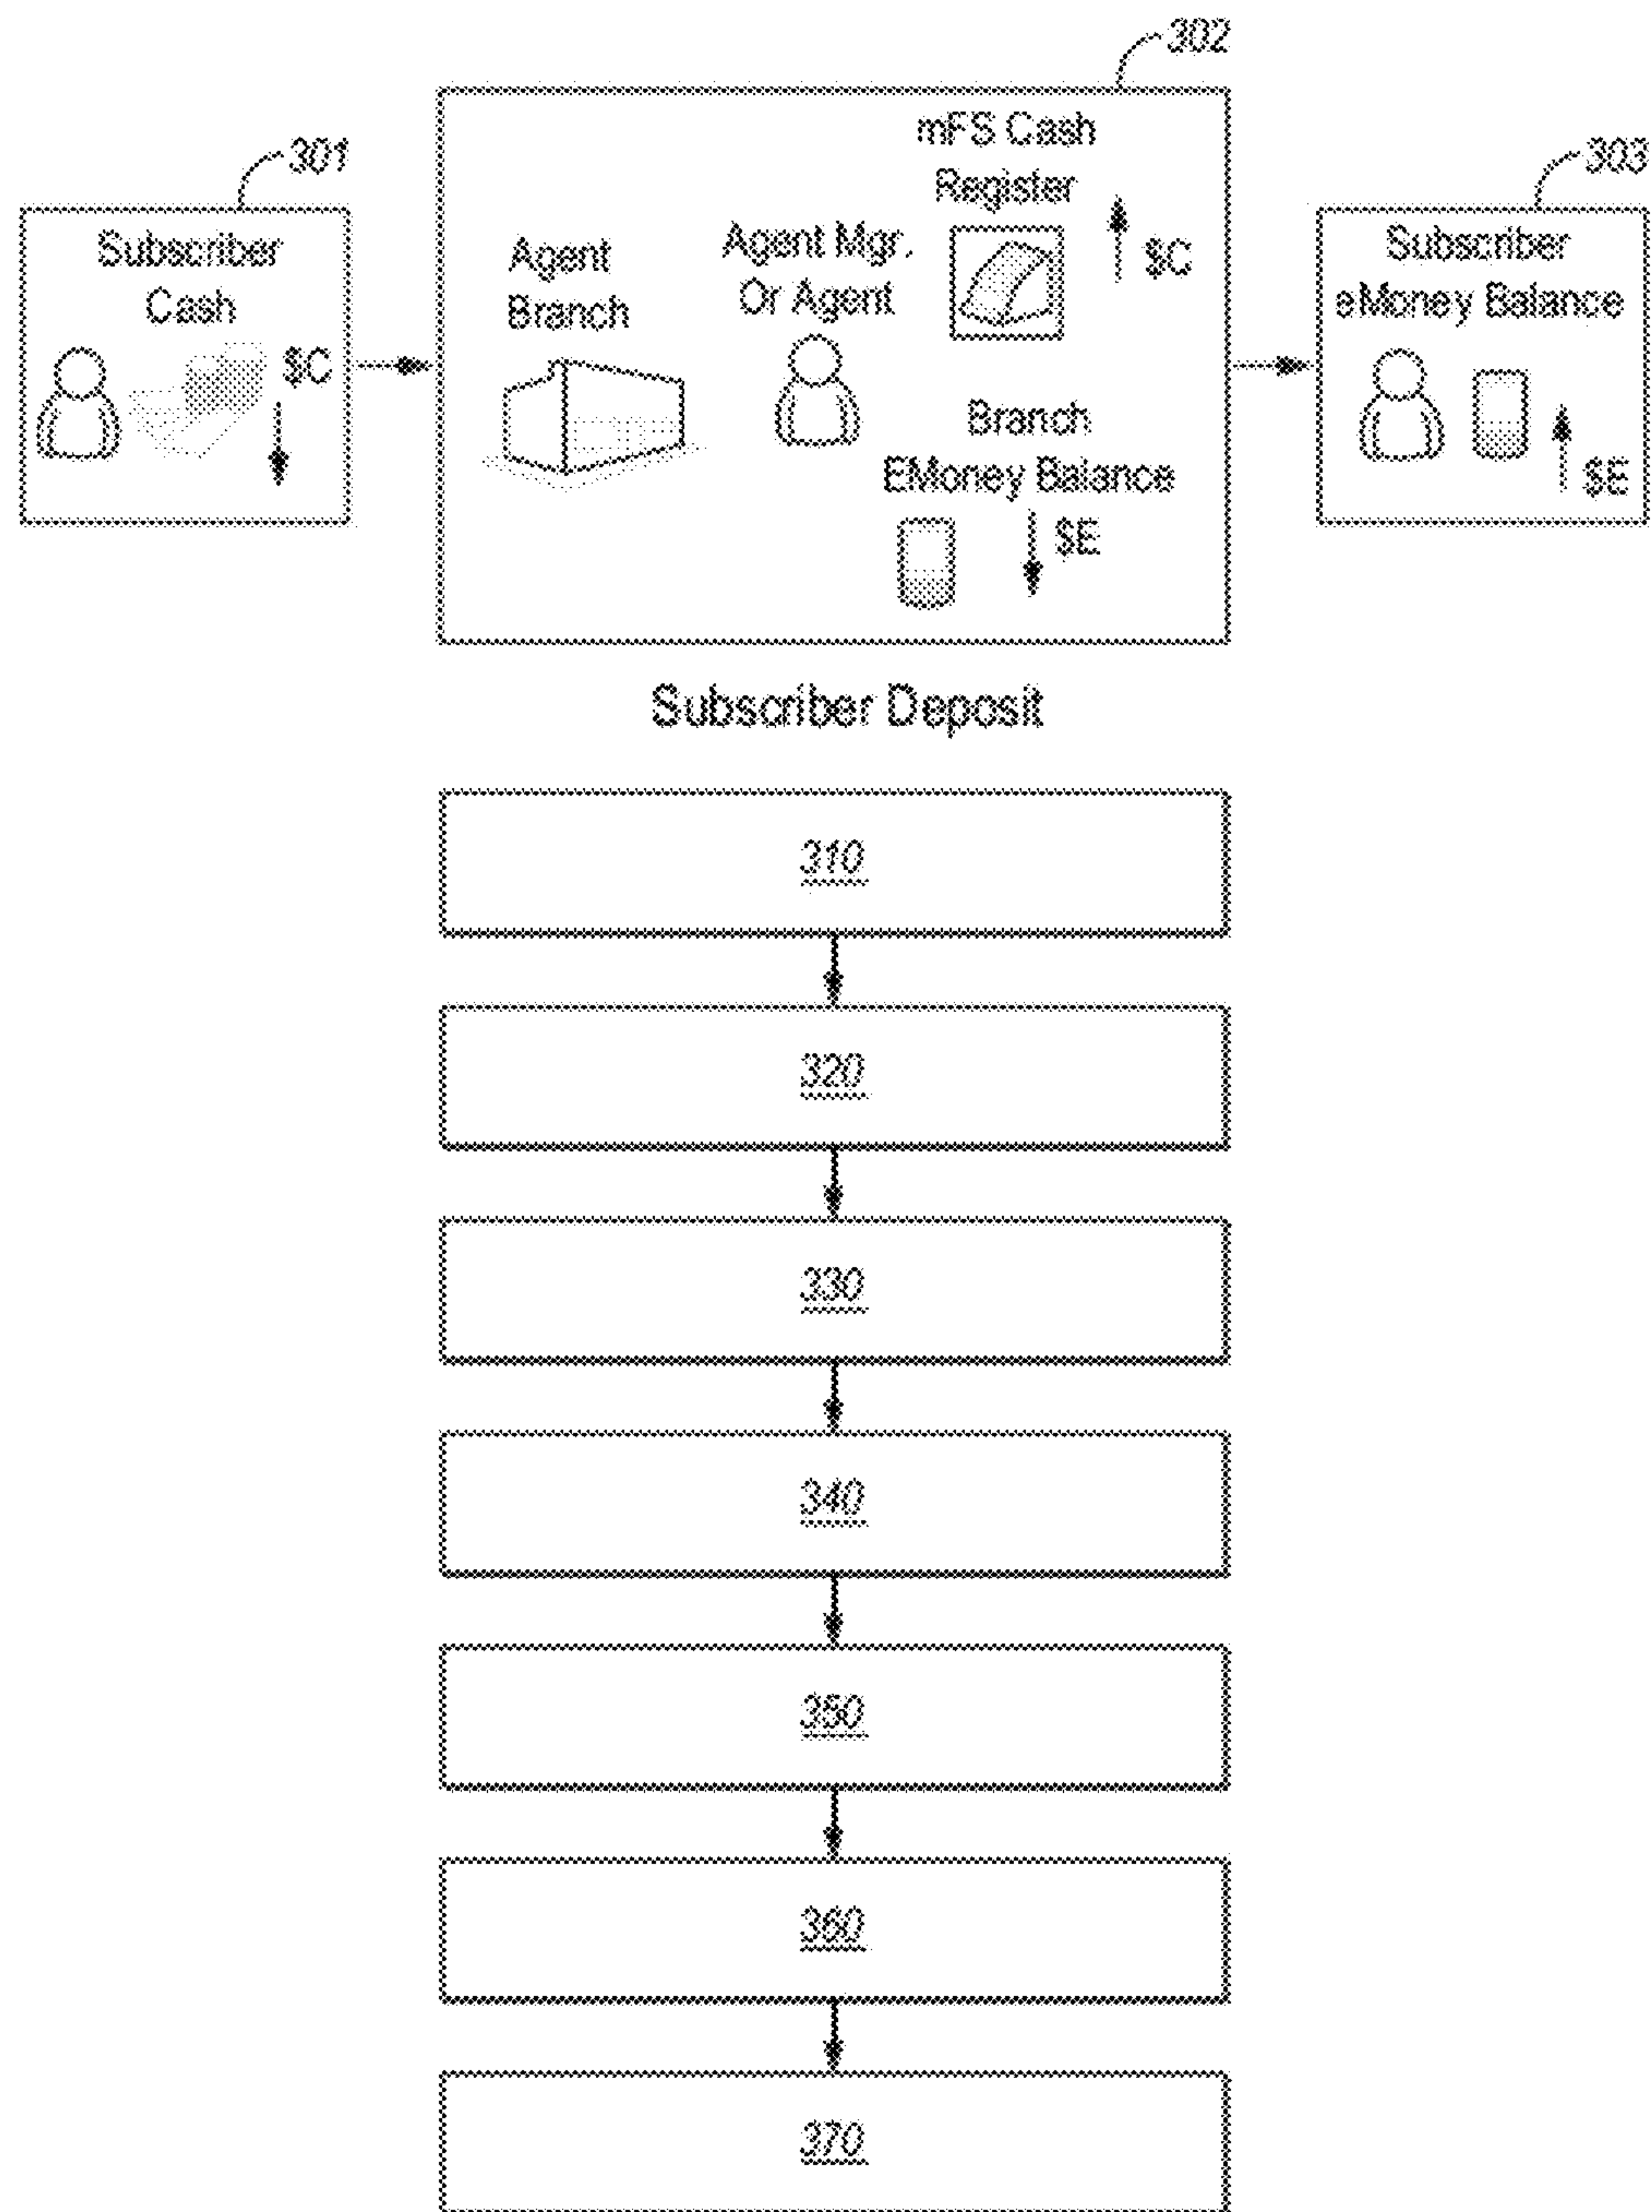 302
301
303
Subscriber
Cash
$C
Agent
Branch
Agent Mgr.
Or Agent
mFS Cash
Register
$C
Branch
EMoney Balance
$E
Subscriber
eMoney Balance
$E
Subscriber Deposit
310
320
330
340
350
360
370